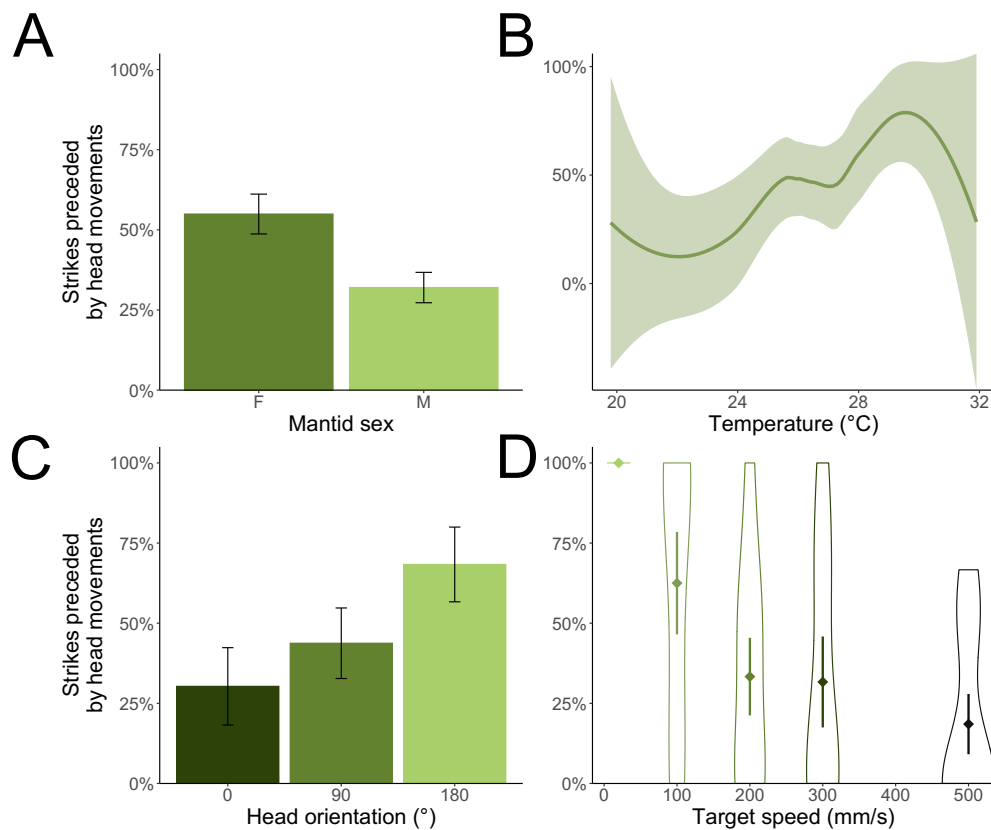 A
100%
75%
50%
25%
0%
Strikes preceded
by head movements
F
M
Mantid sex
B
100%
50%
0%
20
24
28
32
Temperature (°C)
C
100%
75%
50%
25%
0%
Strikes preceded
by head movements
0
90
180
Head orientation (°)
D
100%
75%
50%
25%
0%
0
100
200
300
400
500
Target speed (mm/s)